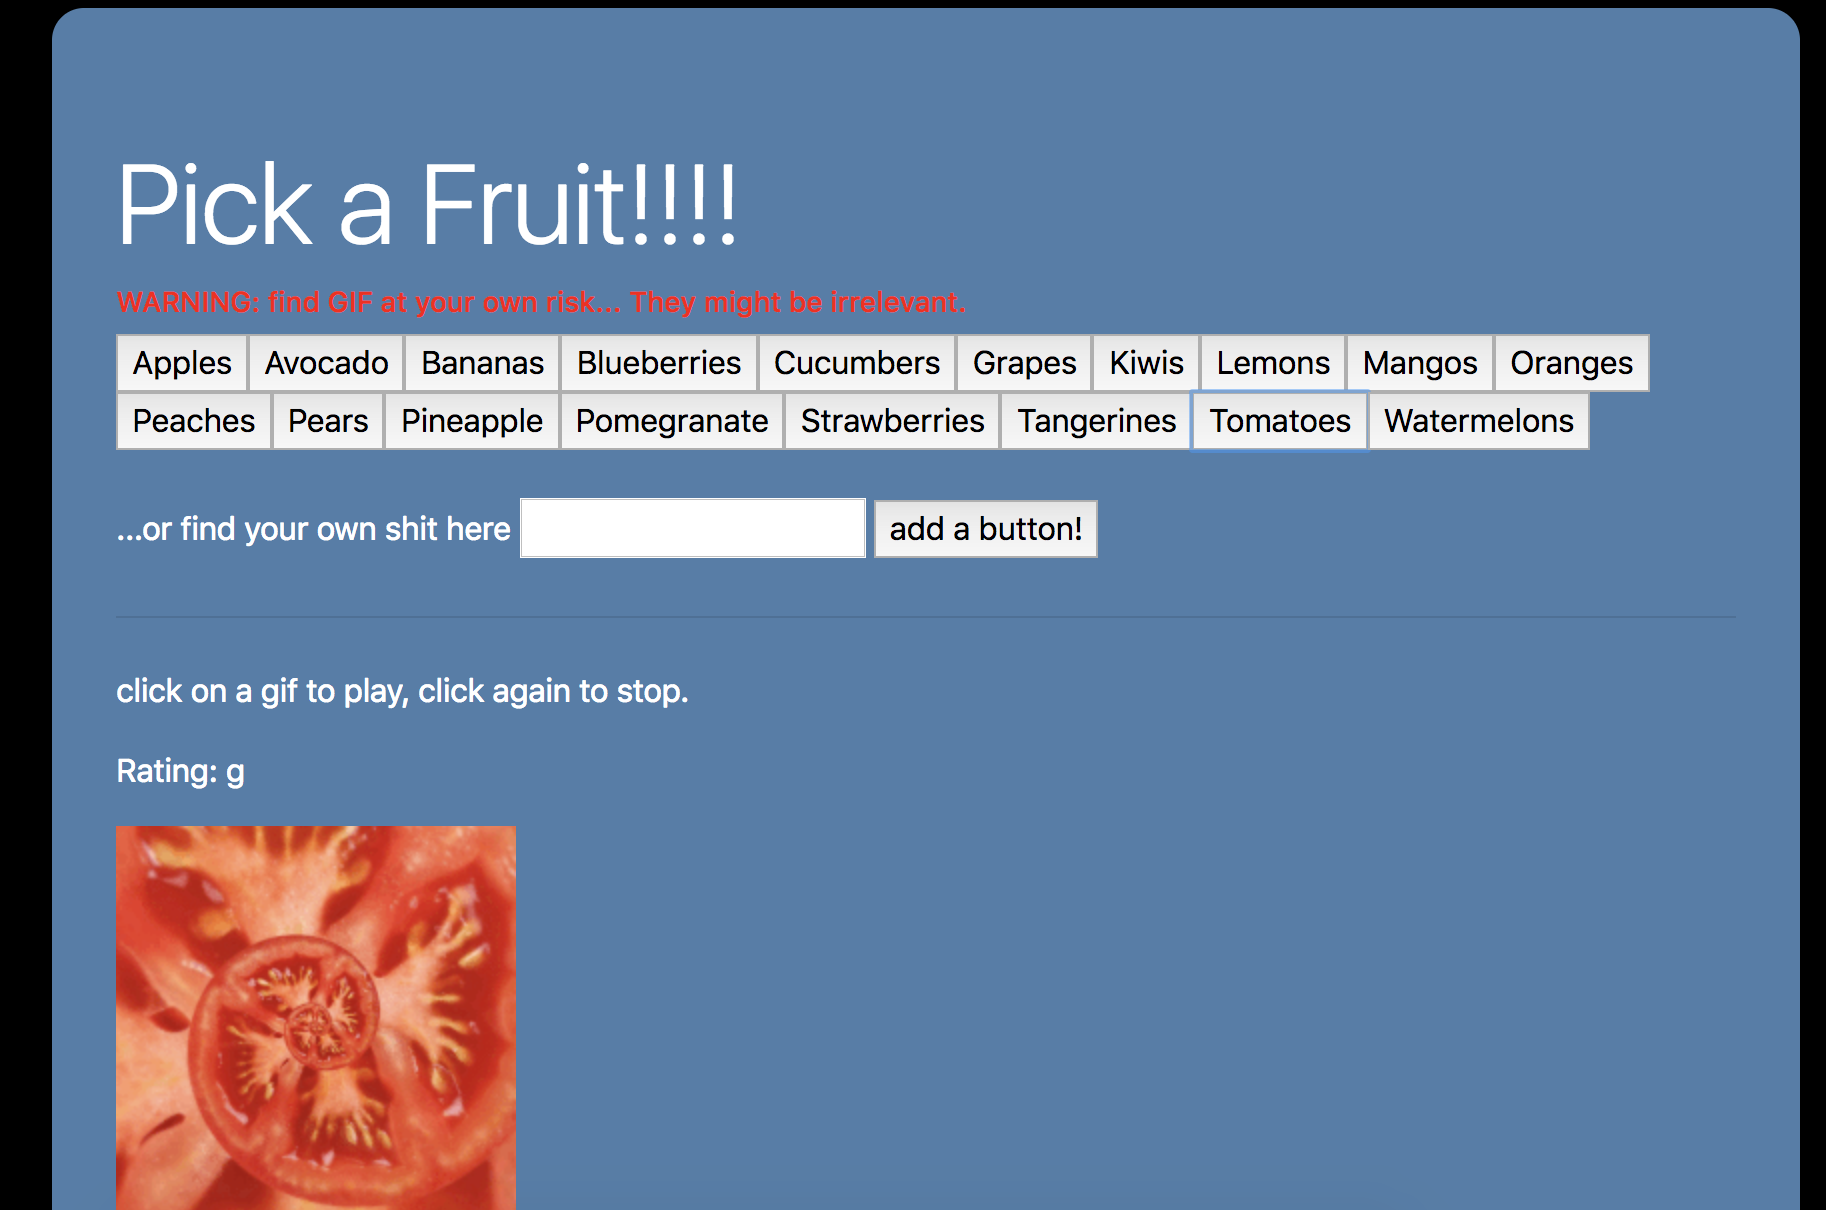 Pick a Fruit!!!!
WARNING: find GIF at your own risk... They might be irrelevant.
Apples Avocado Bananas Blueberries Cucumbers Grapes Kiwis Lemons Mangos Oranges
Peaches Pears Pineapple Pomegranate Strawberries Tangerines Tomatoes Watermelons
...or find your own shit here add a button!
click on a gif to play, click again to stop.
Rating: g